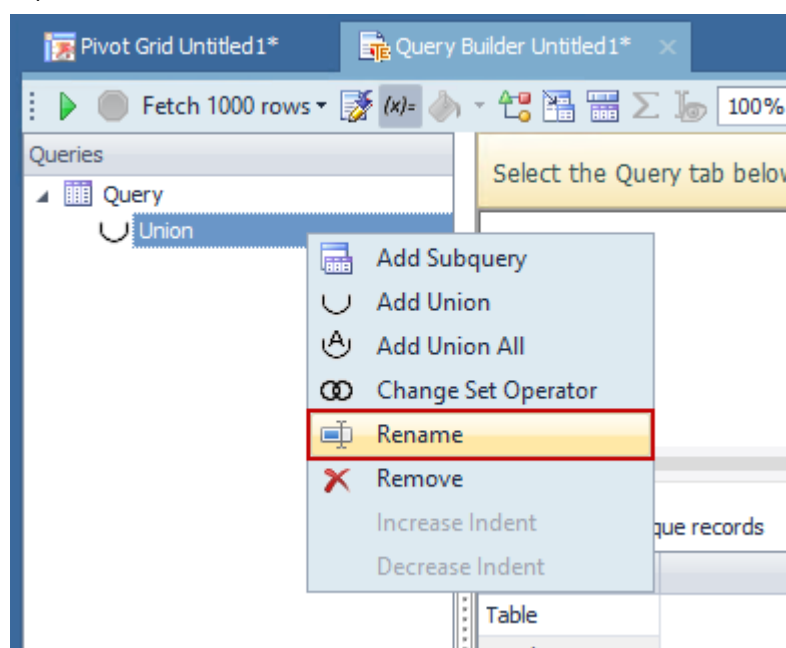 Pivot Grid Untitled1*
Query Builder Untitled1*
Fetch 1000 rows
(x)=
100%
Queries
Select the Query tab below
Query
Union
Add Subquery
Add Union
Add Union All
Change Set Operator
Rename
Remove
Increase Indent
records
Decrease Indent
Table